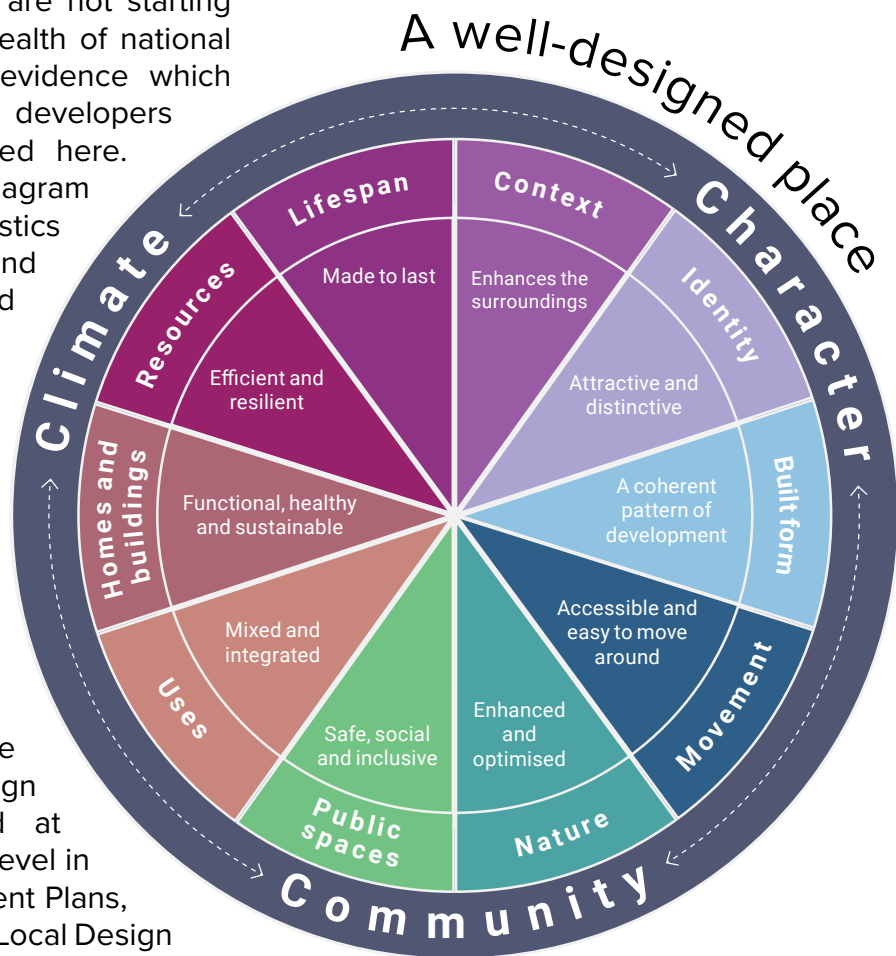 are not starting
ealth of national
evidence which
developers
ed here.
agram
stics
nd
d
A well-designed place
Climate
Character
Community
Lifespan
Made to last
Context
Enhances the
surroundings
Identity
Attractive and
distinctive
Built form
A coherent
pattern of
development
Movement
Accessible and
easy to move
around
Nature
Enhanced
and
optimised
Public
spaces
Safe, social
and inclusive
Uses
Mixed and
integrated
Homes and
buildings
Functional, healthy
and sustainable
Resources
Efficient and
resilient
e
gn
d at
evel in
ent Plans,
Local Design